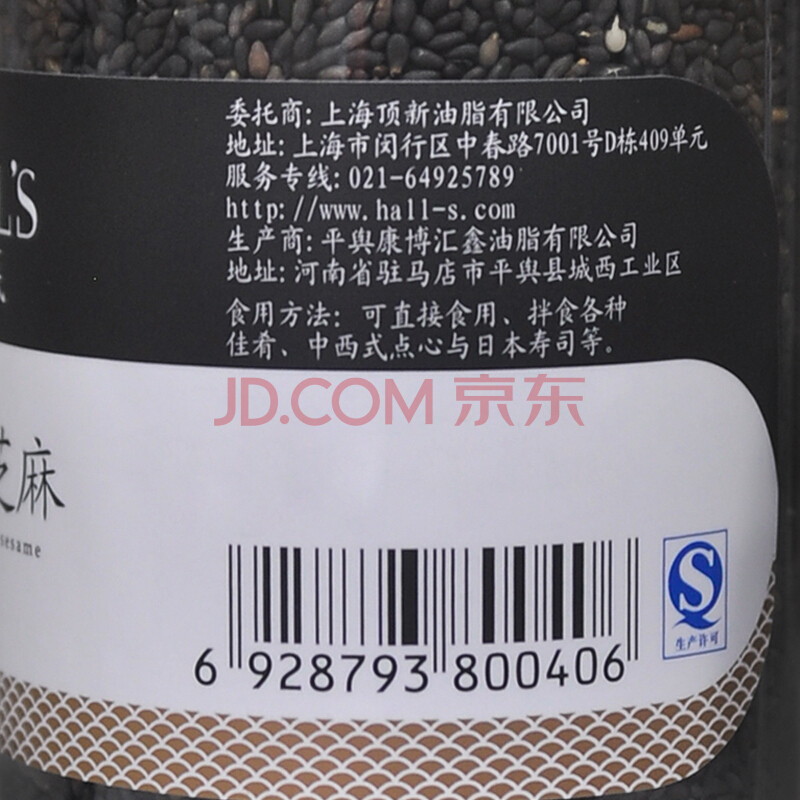 委托商: 上海顶新油脂有限公司
地址: 上海市闵行区中春路7001号D栋409单元
服务专线: 021-64925789
http://www.hall-s.com
生产商: 平舆康博汇鑫油脂有限公司
地址: 河南省驻马店市平舆县城西工业区
食用方法: 可直接食用、拌食各种
佳肴、中西式点心与日本寿司等。
L'S
JD.COM 京东
芝麻
sesame
6 928793 800406
生产许可